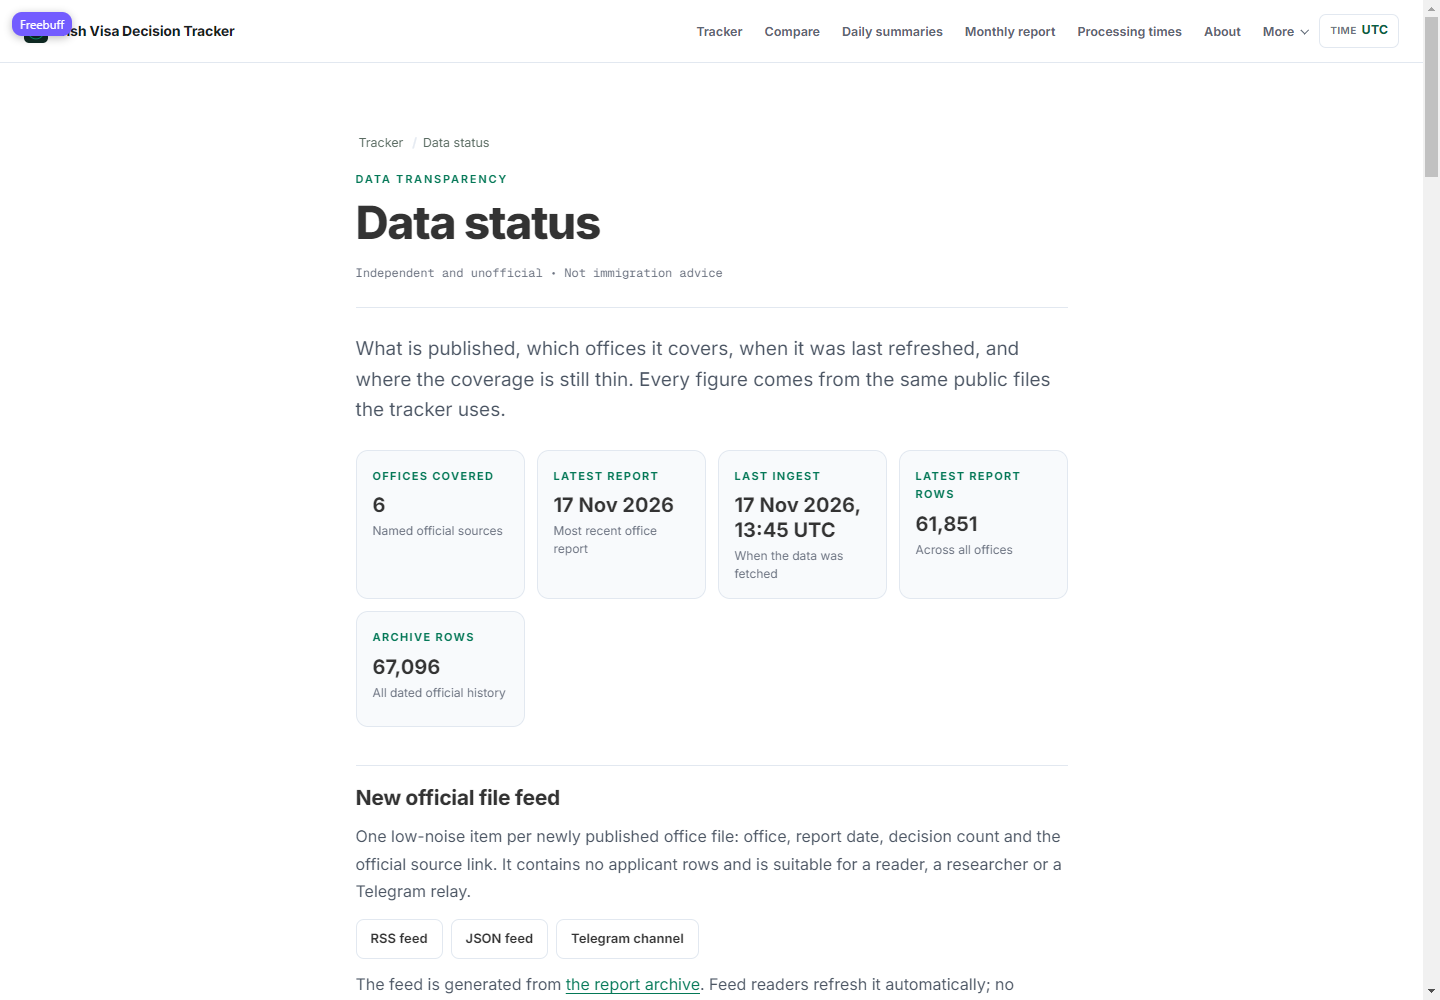 Freebuff
sh Visa Decision Tracker
Tracker
Compare
Daily summaries
Monthly report
Processing times
About
More
TIME UTC
Tracker / Data status
DATA TRANSPARENCY
Data status
Independent and unofficial • Not immigration advice
What is published, which offices it covers, when it was last refreshed, and
where the coverage is still thin. Every figure comes from the same public files
the tracker uses.
OFFICES COVERED
6
Named official sources
LATEST REPORT
17 Nov 2026
Most recent office
report
LAST INGEST
17 Nov 2026,
13:45 UTC
When the data was
fetched
LATEST REPORT
ROWS
61,851
Across all offices
ARCHIVE ROWS
67,096
All dated official history
New official file feed
One low-noise item per newly published office file: office, report date, decision count and the
official source link. It contains no applicant rows and is suitable for a reader, a researcher or a
Telegram relay.
RSS feed
JSON feed
Telegram channel
The feed is generated from the report archive. Feed readers refresh it automatically; no